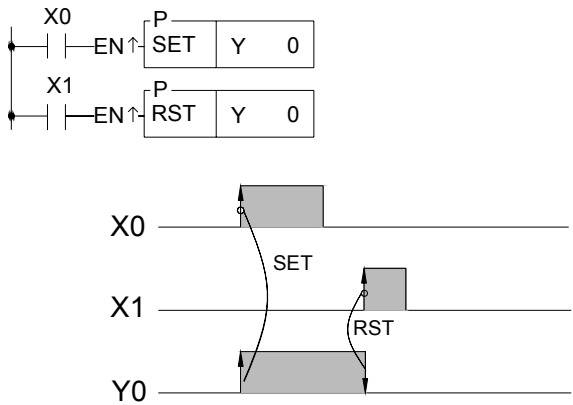 X0
P
EN↑ SET Y 0
X1
P
EN↑ RST Y 0
X0
SET
X1
RST
Y0